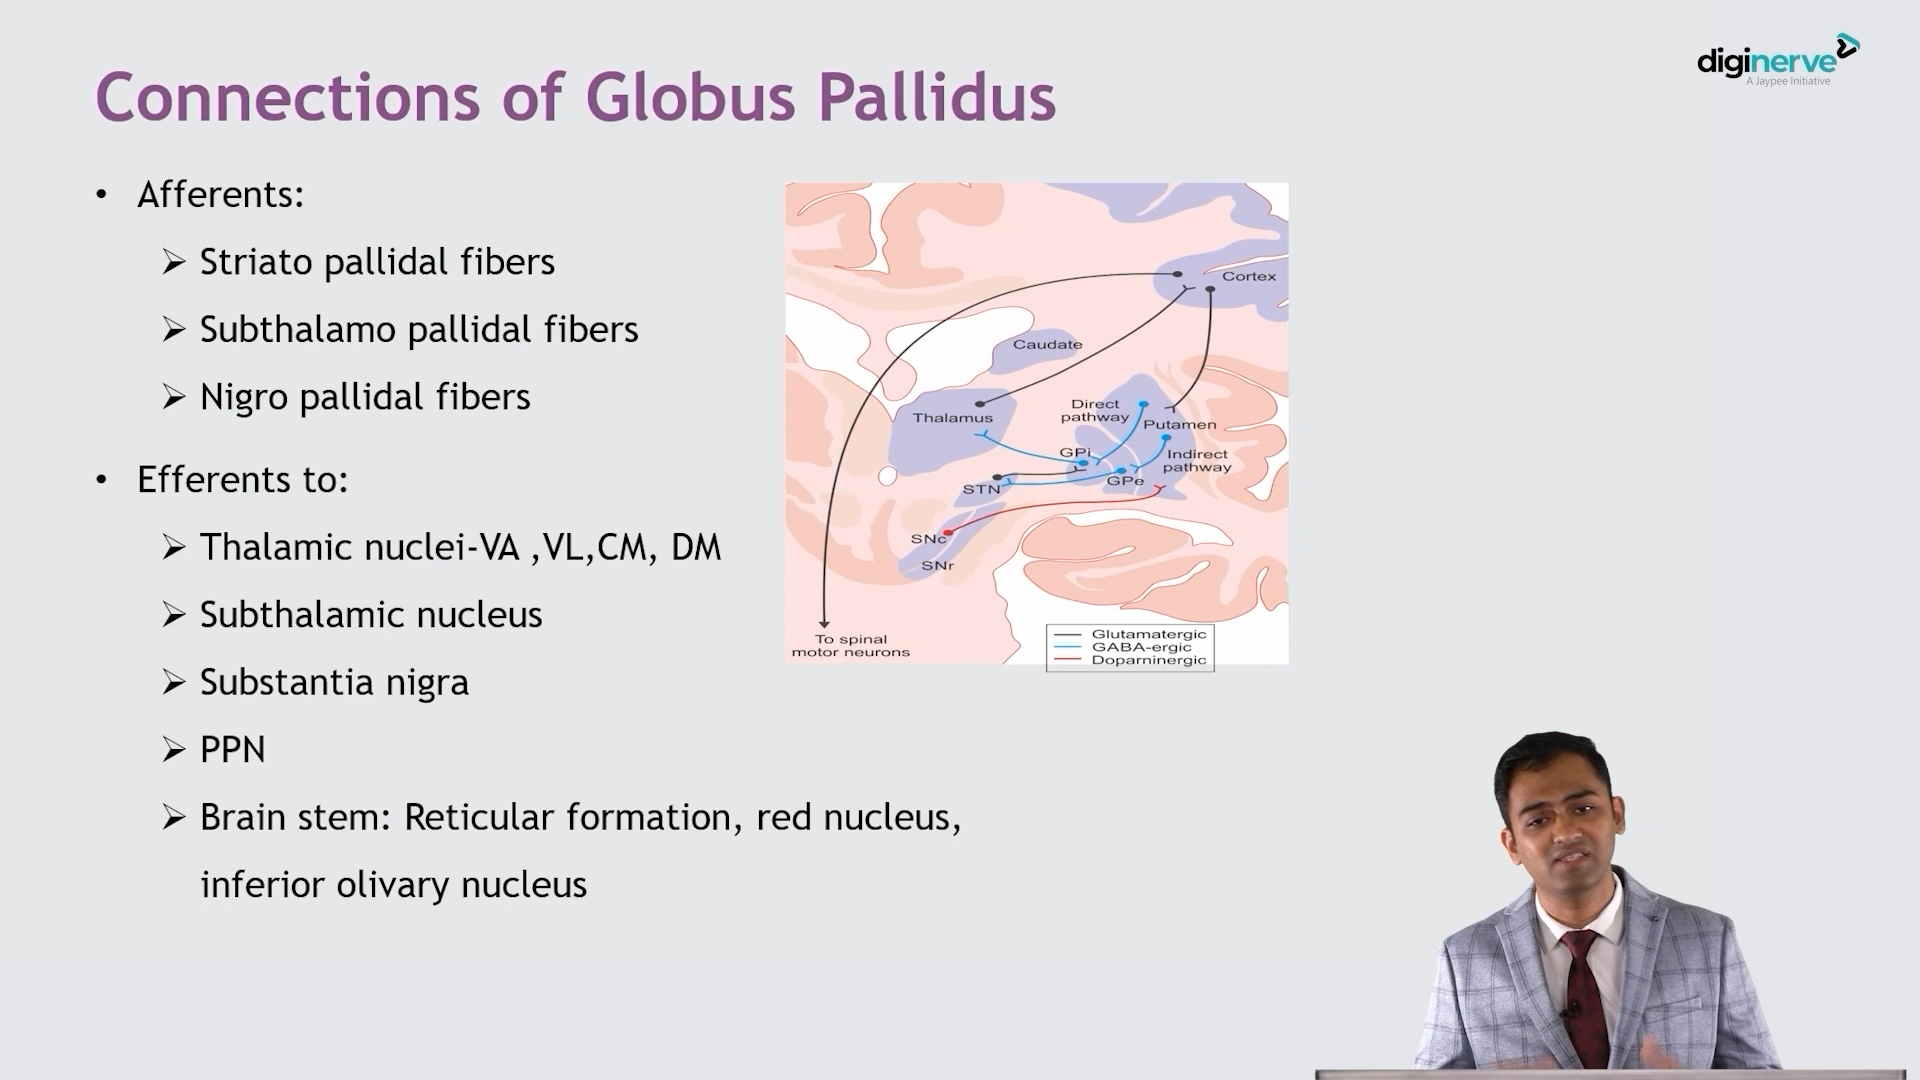 diginerve
A Jaypee Initiative
Connections of Globus Pallidus
• Afferents:
➢ Striato pallidal fibers
➢ Subthalamo pallidal fibers
➢ Nigro pallidal fibers
• Efferents to:
➢ Thalamic nuclei-VA ,VL,CM, DM
➢ Subthalamic nucleus
➢ Substantia nigra
➢ PPN
➢ Brain stem: Reticular formation, red nucleus,
inferior olivary nucleus
Cortex
Caudate
Thalamus
Direct
pathway
Putamen
GPi
Indirect
pathway
GPe
STN
SNc
SNr
To spinal
motor neurons
Glutamatergic
GABA-ergic
Doparninergic